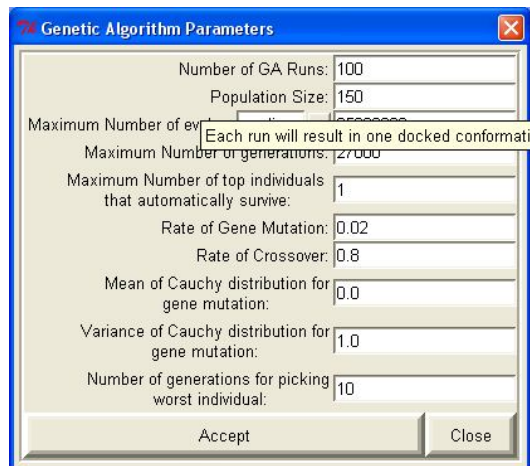 Genetic Algorithm Parameters
Number of GA Runs: 100
Population Size: 150
Maximum Number of
Each run will result in one docked
Maximum Number of generations: 27000
Maximum Number of top individuals
that automatically survive: 1
Rate of Gene Mutation: 0.02
Rate of Crossover: 0.8
Mean of Cauchy distribution for
gene mutation: 0.0
Variance of Cauchy distribution for
gene mutation: 1.0
Number of generations for picking
worst individual: 10
Accept Close